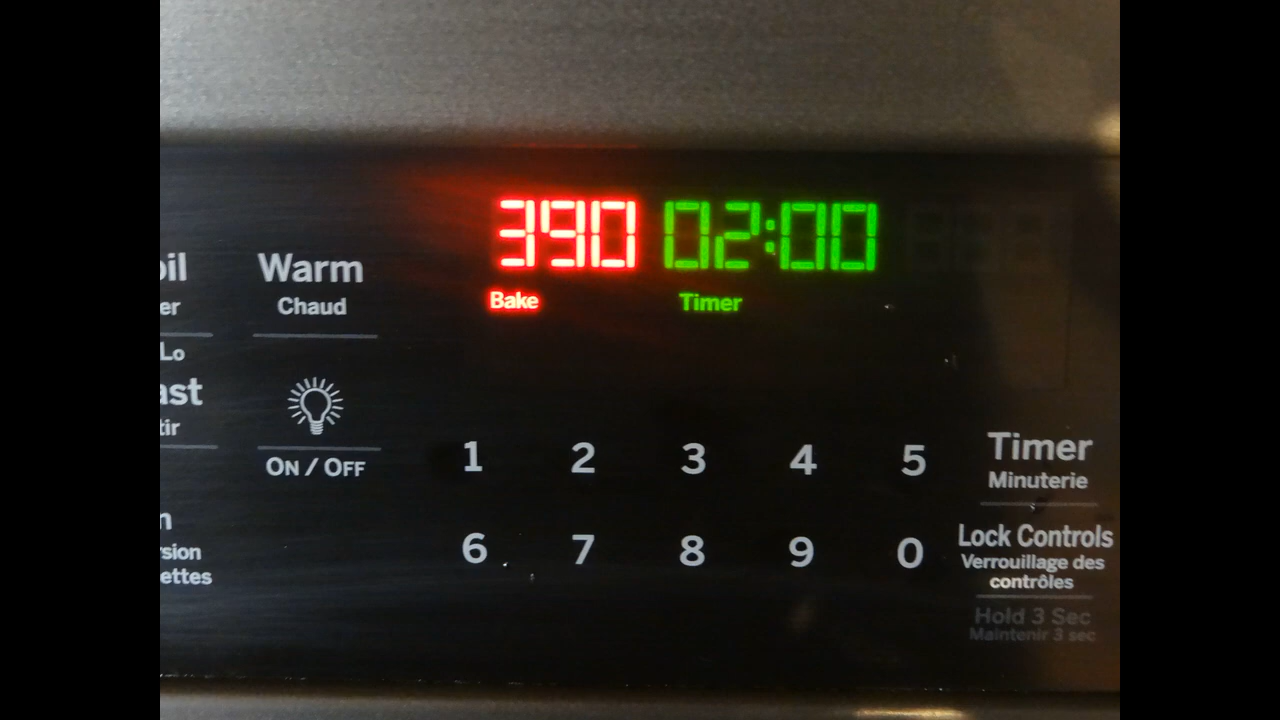 390 02:00
Bake Timer
oil
er
Warm
Chaud
Lo
ast
tir
ON / OFF
1 2 3 4 5
6 7 8 9 0
Timer
Minuterie
Lock Controls
Verrouillage des
contrôles
Hold 3 Sec
Maintenir 3 sec
n
rsion
ettes